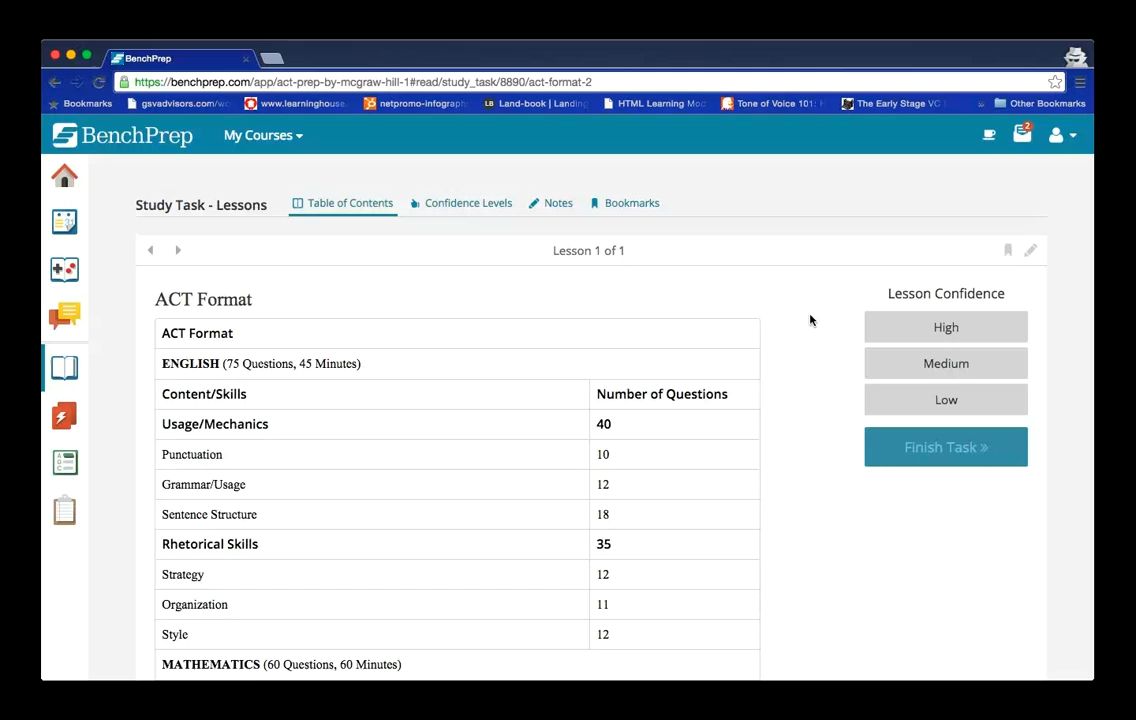 BenchPrep
https://benchprep.com/app/act-prep-by-mcgraw-hill-1#read/study_task/8890/act-format-2
Bookmarks gsvadvisors.com/w www.learninghouse. netpromo-infograph LB Land-book | Landing HTML Learning Mod Tone of Voice 101: The Early Stage VC » Other Bookmarks
BenchPrep My Courses 2
Study Task - Lessons Table of Contents Confidence Levels Notes Bookmarks
Lesson 1 of 1
ACT Format
Lesson Confidence
High
Medium
Low
Finish Task »
ACT Format
ENGLISH (75 Questions, 45 Minutes)
Content/Skills Number of Questions
Usage/Mechanics 40
Punctuation 10
Grammar/Usage 12
Sentence Structure 18
Rhetorical Skills 35
Strategy 12
Organization 11
Style 12
MATHEMATICS (60 Questions, 60 Minutes)